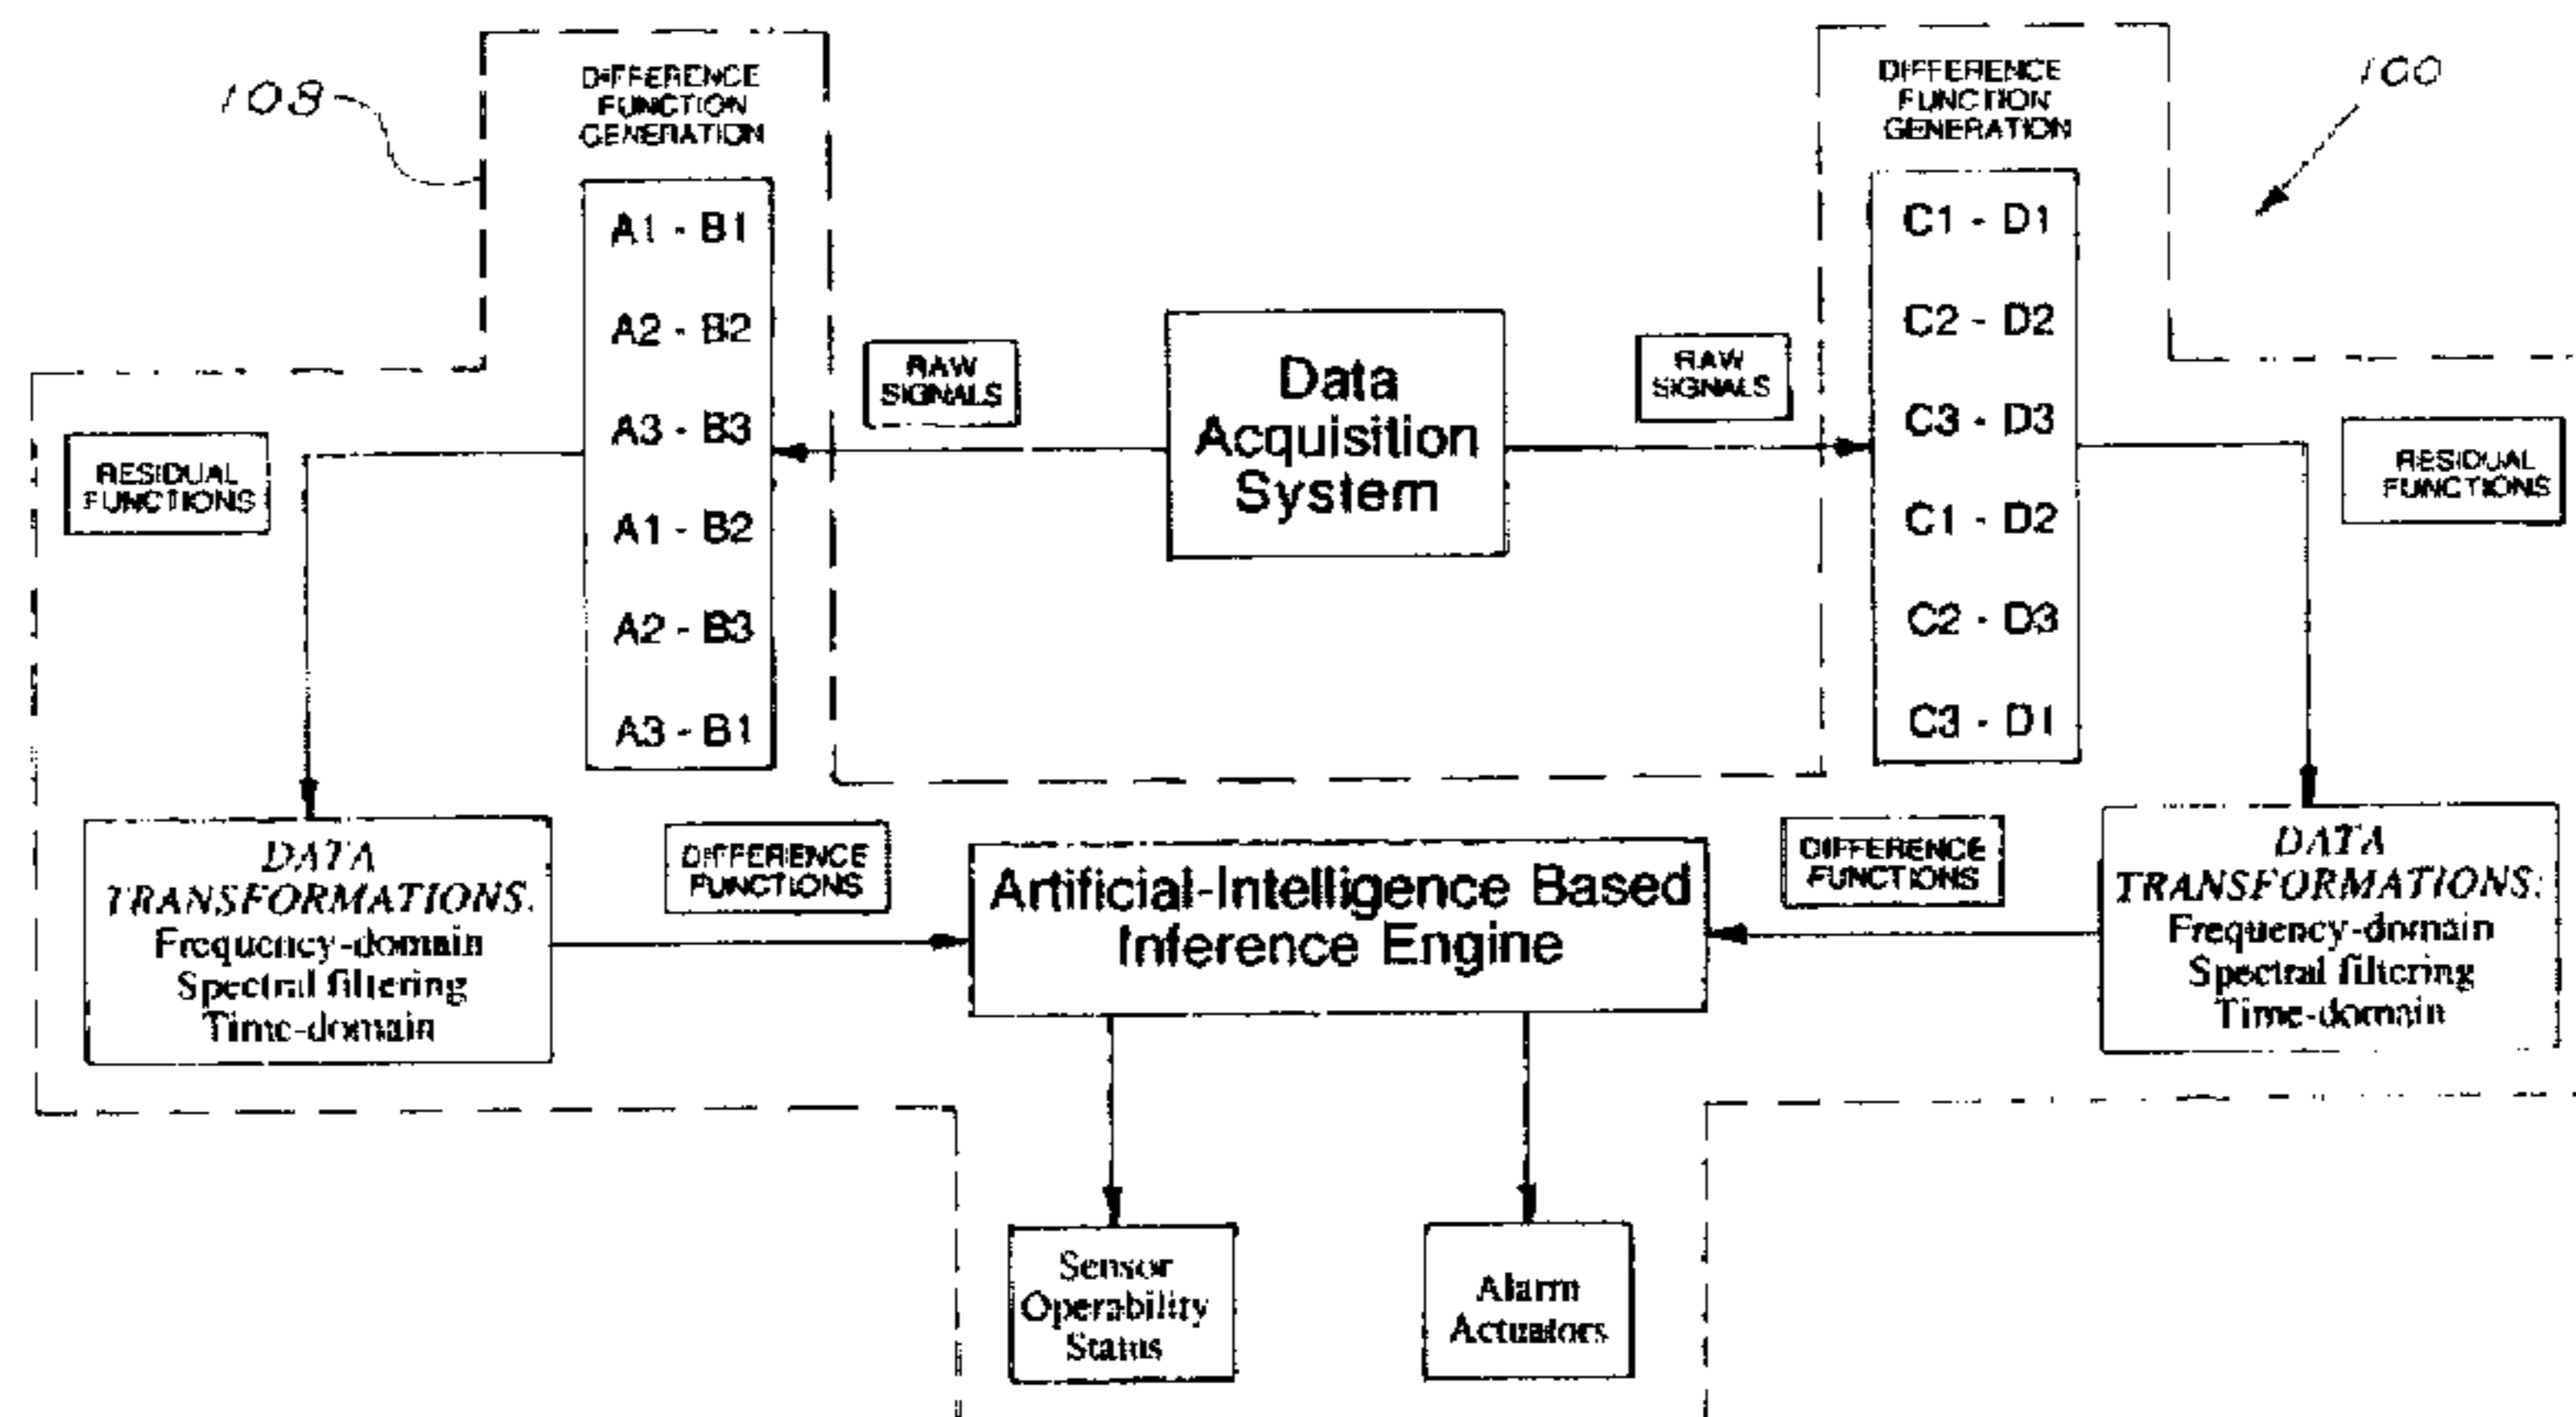 108
DIFFERENCE
FUNCTION
GENERATION
DIFFERENCE
FUNCTION
GENERATION
100
A1 - B1
A2 - B2
A3 - B3
A1 - B2
A2 - B3
A3 - B1
RAW
SIGNALS
Data
Acquisition
System
RAW
SIGNALS
C1 - D1
C2 - D2
C3 - D3
C1 - D2
C2 - D3
C3 - D1
RESIDUAL
FUNCTIONS
RESIDUAL
FUNCTIONS
DATA
TRANSFORMATIONS:
Frequency-domain
Spectral filtering
Time-domain
DIFFERENCE
FUNCTIONS
Artificial-Intelligence Based
Inference Engine
DIFFERENCE
FUNCTIONS
DATA
TRANSFORMATIONS:
Frequency-domain
Spectral filtering
Time-domain
Sensor
Operability
Status
Alarm
Actuators